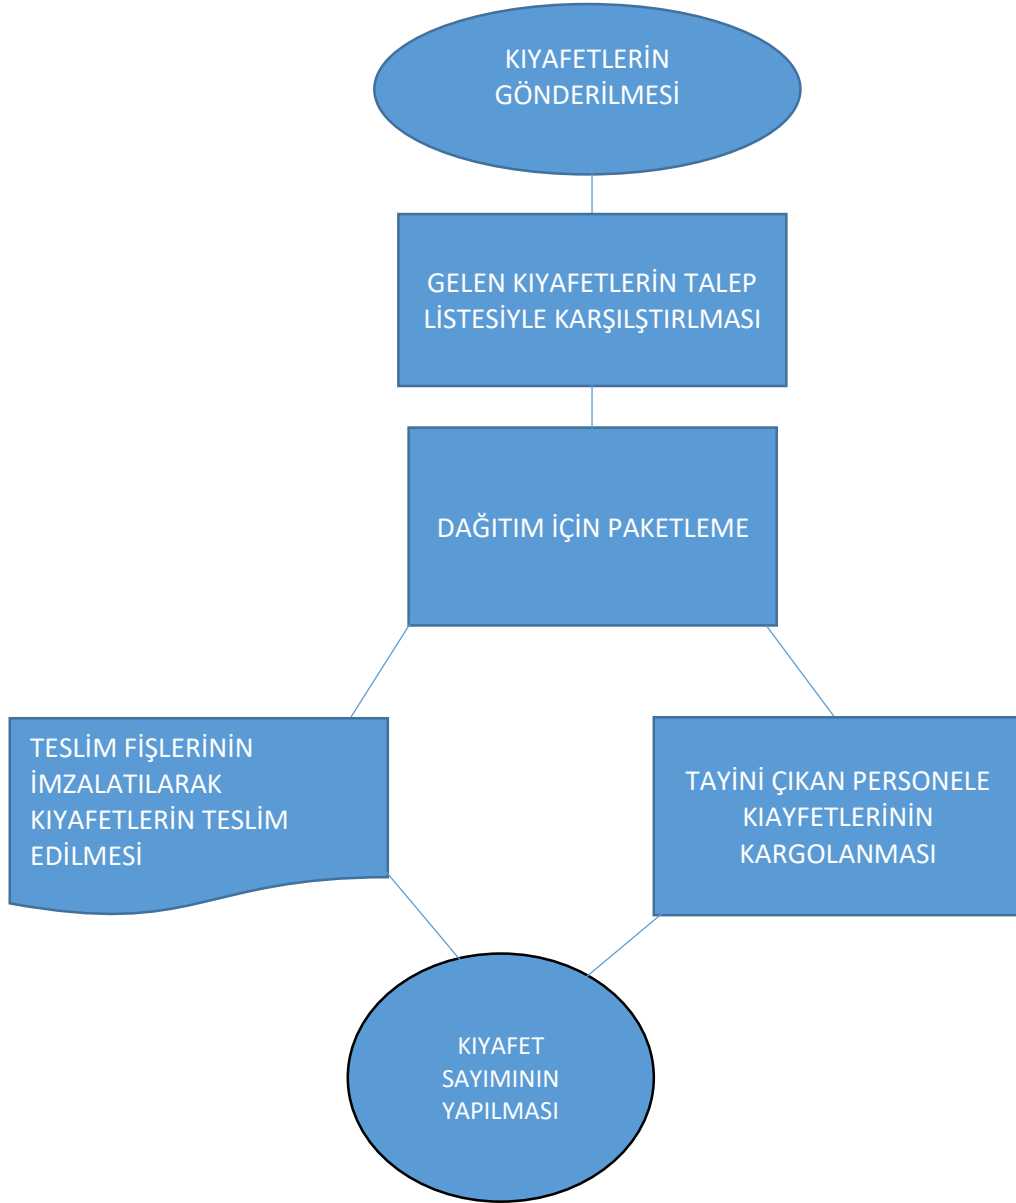 KIYAFETLERİN
GÖNDERİLMESİ
GELEN KIYAFETLERİN TALEP
LİSTESİYLE KARŞILŞTIRLMASI
DAĞITIM İÇİN PAKETLEME
TESLİM FİŞLERİNİN
İMZALATILARAK
KIYAFETLERİN TESLİM
EDİLMESİ
TAYİNİ ÇIKAN PERSONELE
KIAYFETLERİNİN
KARGOLANMASI
KIYAFET
SAYIMININ
YAPILMASI